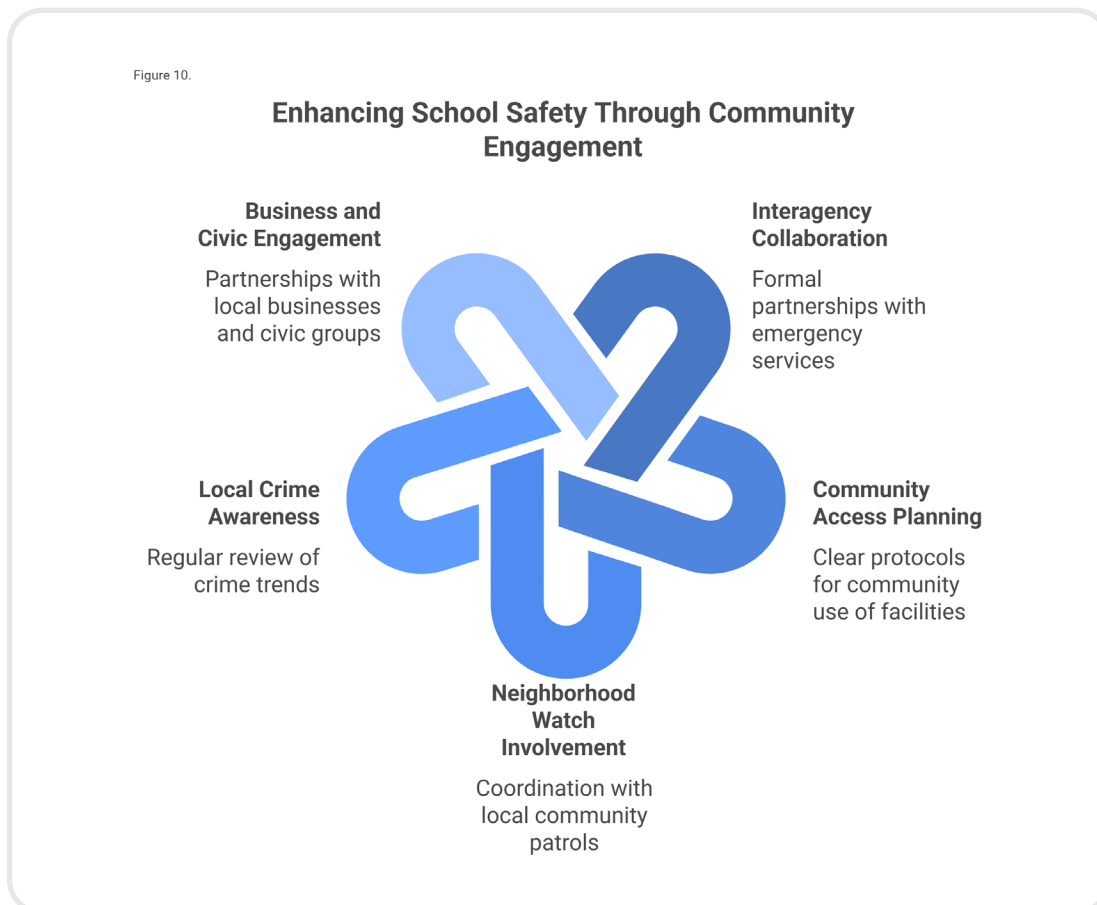 Figure 10.
Enhancing School Safety Through Community
Engagement
Business and
Civic Engagement
Partnerships with
local businesses
and civic groups
Interagency
Collaboration
Formal
partnerships with
emergency
services
Local Crime
Awareness
Regular review of
crime trends
Community
Access Planning
Clear protocols
for community
use of facilities
Neighborhood
Watch
Involvement
Coordination with
local community
patrols